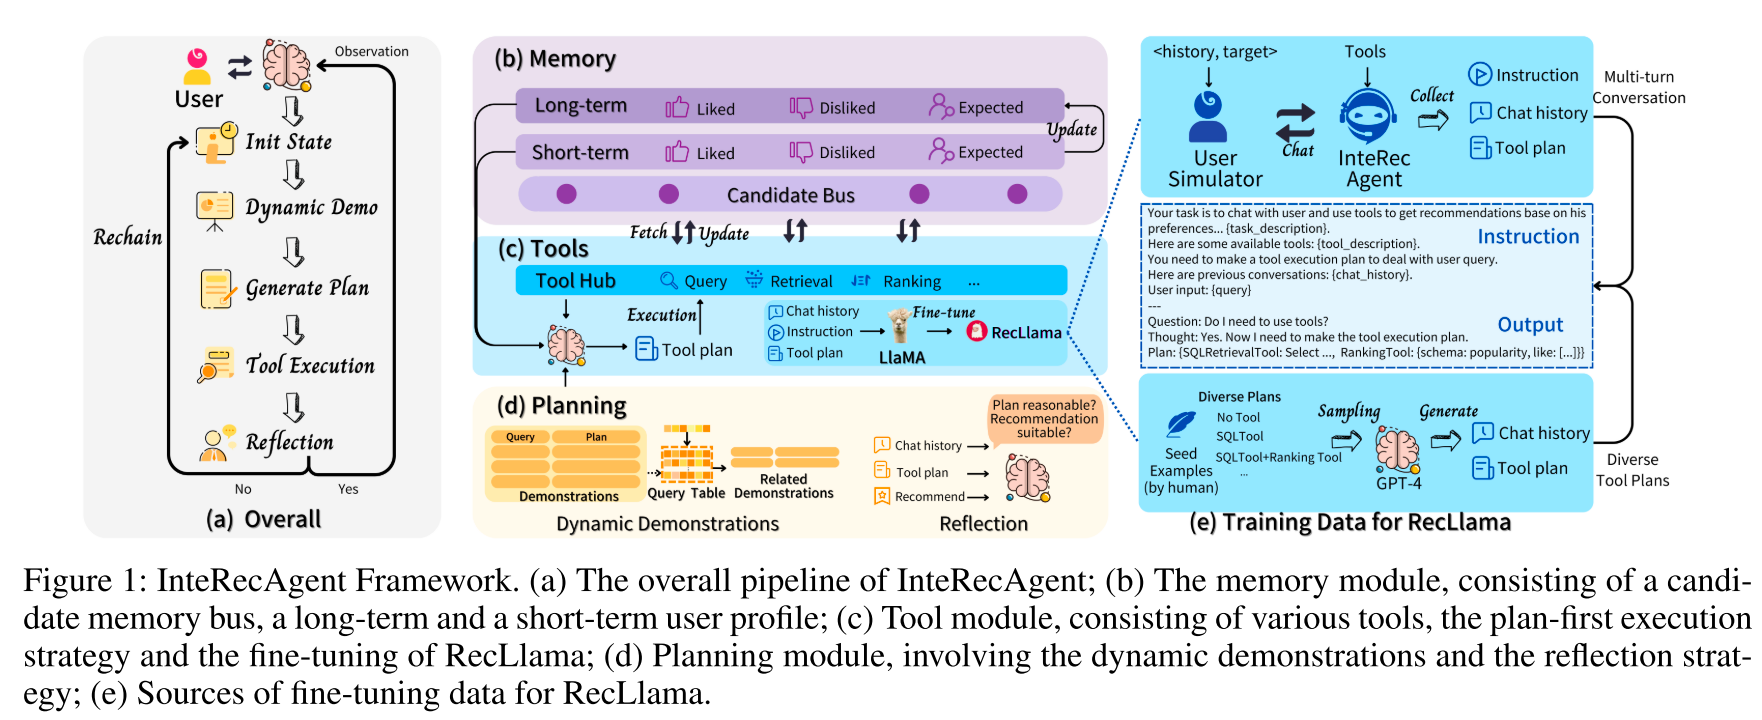 Observation
User
Init State
Dynamic Demo
Rechain
Generate Plan
Tool Execution
Reflection
No
Yes
(a) Overall
(b) Memory
Long-term
Liked
Disliked
Expected
Update
Short-term
Liked
Disliked
Expected
Candidate Bus
Fetch
Update
(c) Tools
Tool Hub
Query
Retrieval
Ranking
...
Execution
Tool plan
Chat history
Instruction
Tool plan
LlaMA
Fine-tune
RecLlama
(d) Planning
Query
Plan
Demonstrations
Query Table
Related
Demonstrations
Dynamic Demonstrations
Chat history
Tool plan
Recommend
Plan reasonable?
Recommendation
suitable?
Reflection
<history, target>
Tools
User
Simulator
Chat
InteRec
Agent
Collect
Instruction
Chat history
Tool plan
Multi-turn
Conversation
Your task is to chat with user and use tools to get recommendations base on his
preferences... {task_description}.
Instruction
Here are some available tools: {tool_description}.
You need to make a tool execution plan to deal with user query.
Here are previous conversations: {chat_history}.
User input: {query}
---
Question: Do I need to use tools?
Output
Thought: Yes. Now I need to make the tool execution plan.
Plan: {SQLRetrievalTool: Select ..., RankingTool: {schema: popularity, like: [...]}}
Diverse Plans
No Tool
SQLTool
SQLTool+Ranking Tool
...
Seed
Examples
(by human)
Sampling
GPT-4
Generate
Chat history
Tool plan
Diverse
Tool Plans
(e) Training Data for RecLlama
Figure 1: InteRecAgent Framework. (a) The overall pipeline of InteRecAgent; (b) The memory module, consisting of a candi-
date memory bus, a long-term and a short-term user profile; (c) Tool module, consisting of various tools, the plan-first execution
strategy and the fine-tuning of RecLlama; (d) Planning module, involving the dynamic demonstrations and the reflection strat-
egy; (e) Sources of fine-tuning data for RecLlama.